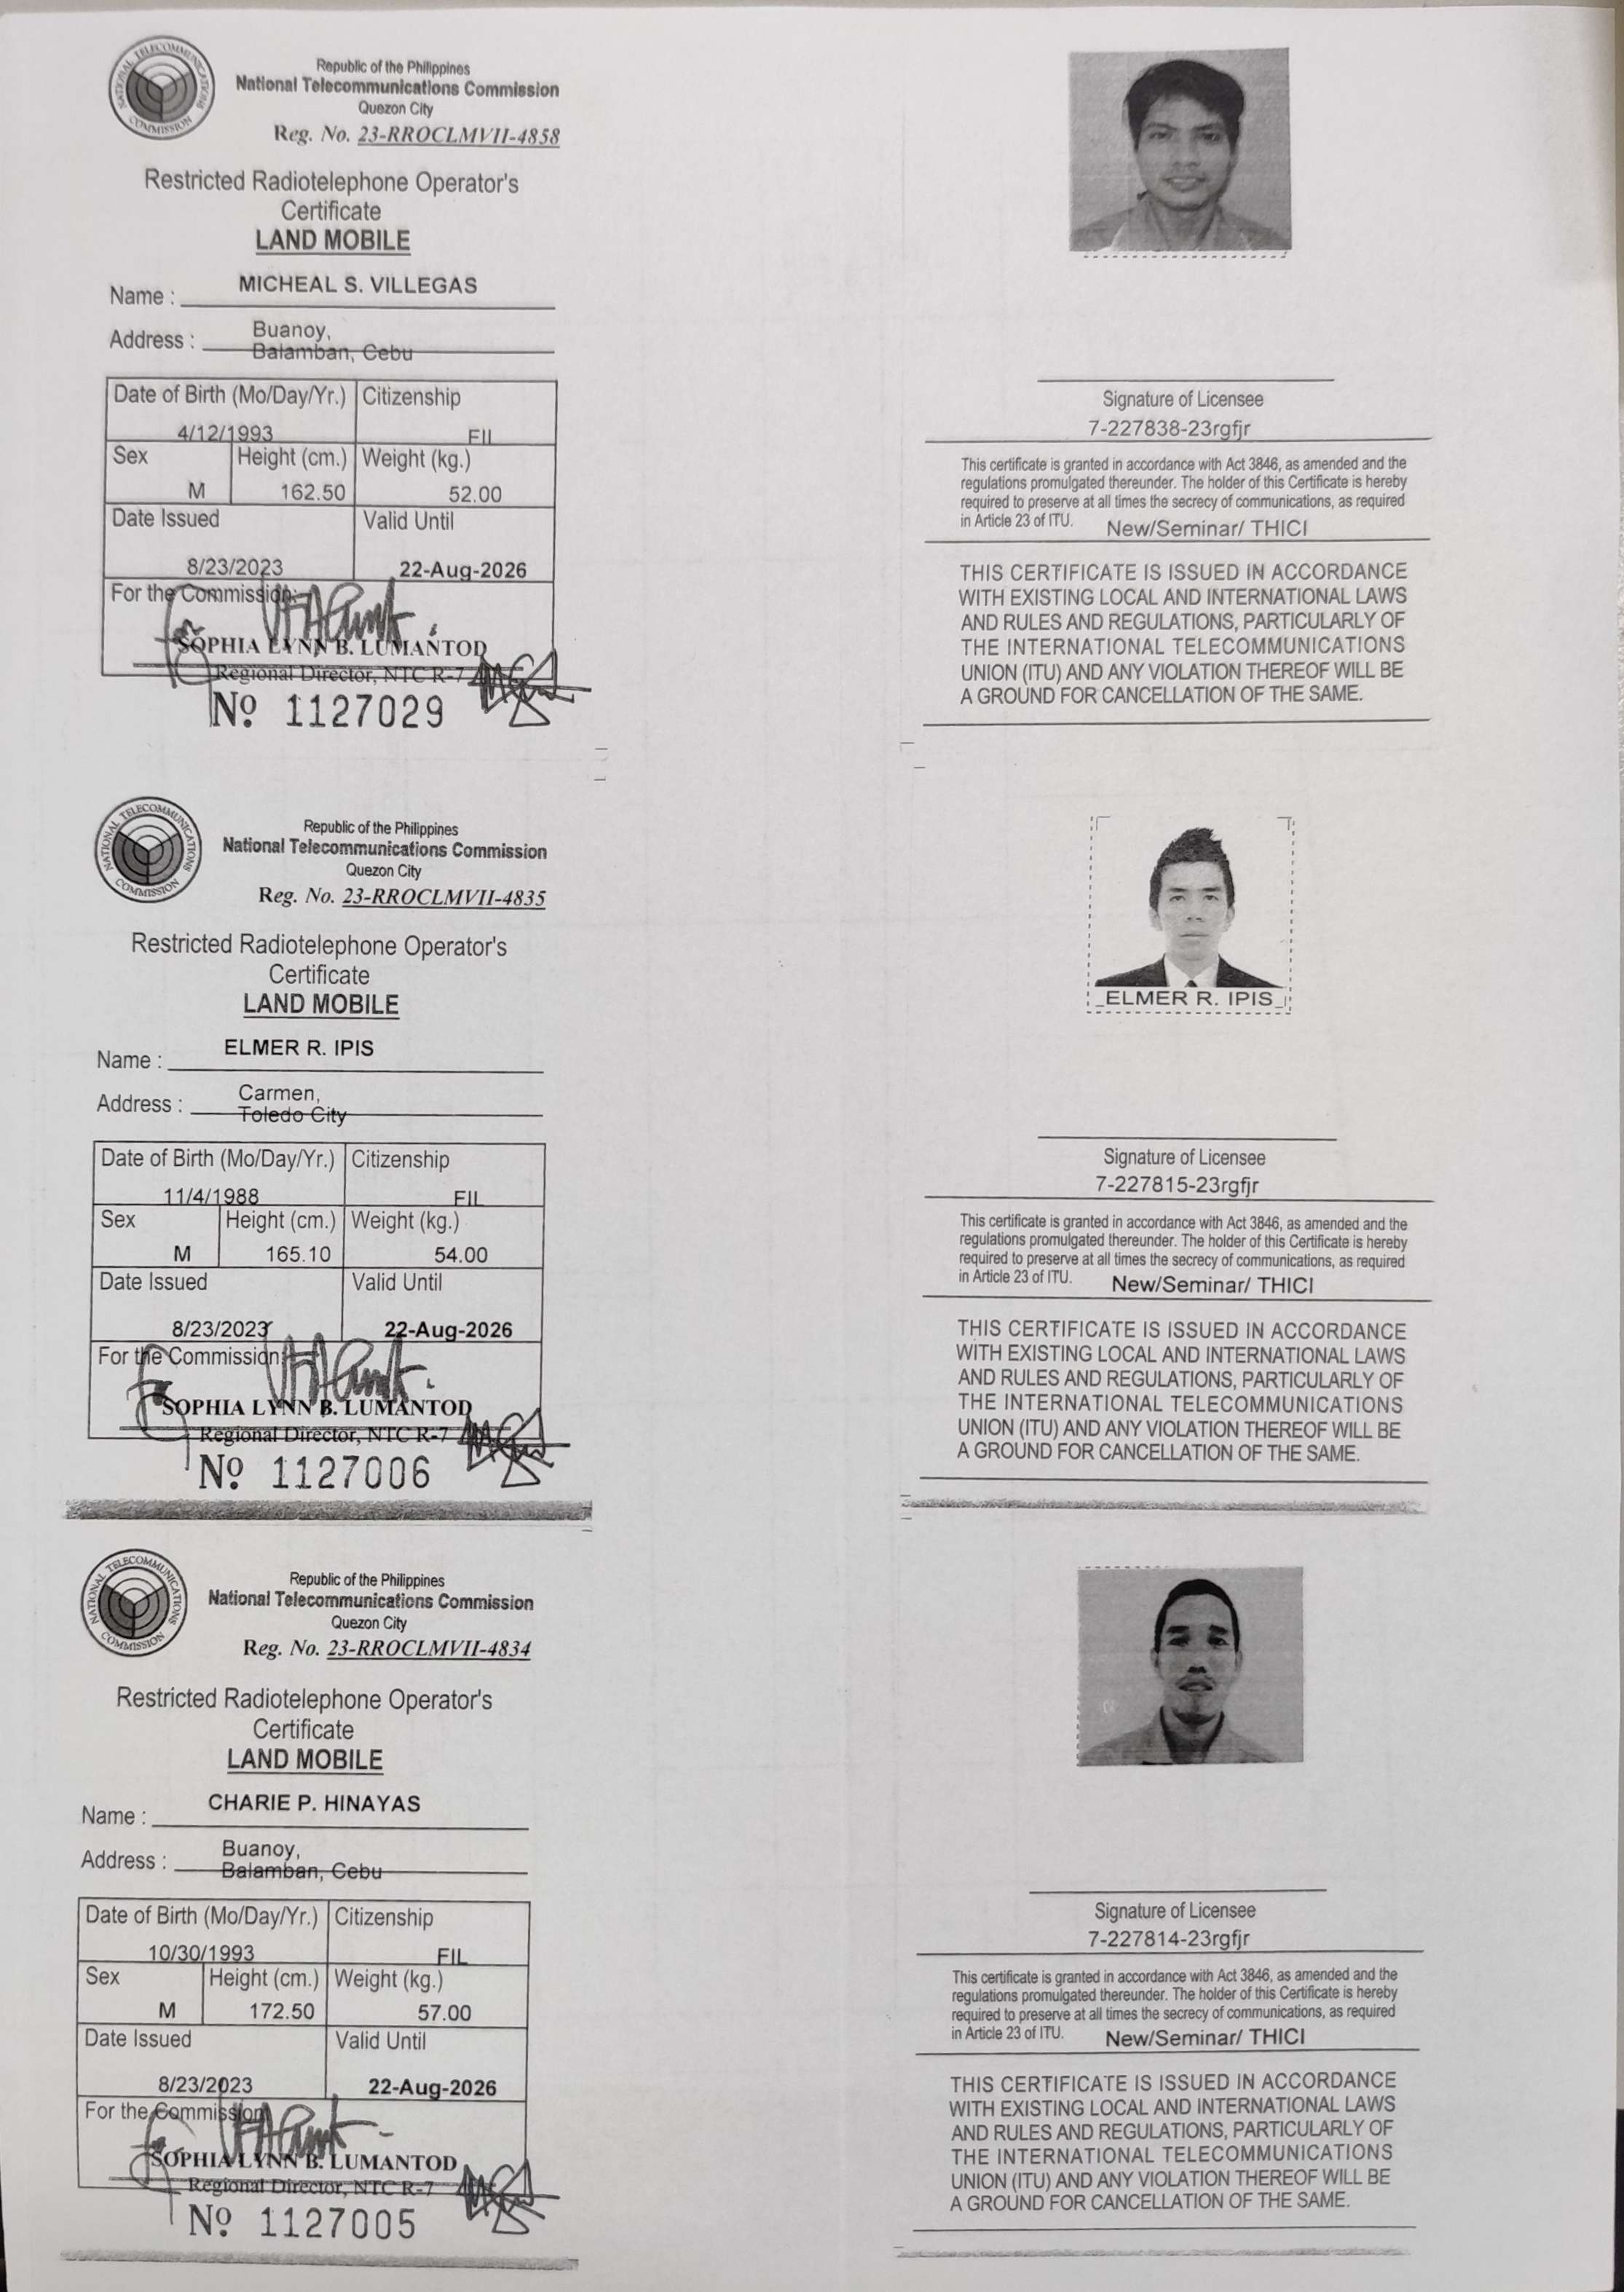 NATIONAL TELECOMMUNICATIONS COMMISSION
Republic of the Philippines
National Telecommunications Commission
Quezon City
Reg. No. 23-RROCLMVII-4858
Restricted Radiotelephone Operator's
Certificate
LAND MOBILE
Name : MICHEAL S. VILLEGAS
Address : Buanoy,
Balamban, Cebu
Date of Birth (Mo/Day/Yr.) Citizenship
4/12/1993 FIL
Sex Height (cm.) Weight (kg.)
M 162.50 52.00
Date Issued Valid Until
8/23/2023 22-Aug-2026
For the Commission:
for
SOPHIA LYNN B. LUMANTOD
Regional Director, NTC R-7
Nº 1127029
Signature of Licensee
7-227838-23rgfjr
This certificate is granted in accordance with Act 3846, as amended and the
regulations promulgated thereunder. The holder of this Certificate is hereby
required to preserve at all times the secrecy of communications, as required
in Article 23 of ITU. New/Seminar/ THICI
THIS CERTIFICATE IS ISSUED IN ACCORDANCE
WITH EXISTING LOCAL AND INTERNATIONAL LAWS
AND RULES AND REGULATIONS, PARTICULARLY OF
THE INTERNATIONAL TELECOMMUNICATIONS
UNION (ITU) AND ANY VIOLATION THEREOF WILL BE
A GROUND FOR CANCELLATION OF THE SAME.
NATIONAL TELECOMMUNICATIONS COMMISSION
Republic of the Philippines
National Telecommunications Commission
Quezon City
Reg. No. 23-RROCLMVII-4835
Restricted Radiotelephone Operator's
Certificate
LAND MOBILE
Name : ELMER R. IPIS
Address : Carmen,
Toledo City
Date of Birth (Mo/Day/Yr.) Citizenship
11/4/1988 FIL
Sex Height (cm.) Weight (kg.)
M 165.10 54.00
Date Issued Valid Until
8/23/2023 22-Aug-2026
For the Commission:
for
SOPHIA LYNN B. LUMANTOD
Regional Director, NTC R-7
Nº 1127006
ELMER R. IPIS
Signature of Licensee
7-227815-23rgfjr
This certificate is granted in accordance with Act 3846, as amended and the
regulations promulgated thereunder. The holder of this Certificate is hereby
required to preserve at all times the secrecy of communications, as required
in Article 23 of ITU. New/Seminar/ THICI
THIS CERTIFICATE IS ISSUED IN ACCORDANCE
WITH EXISTING LOCAL AND INTERNATIONAL LAWS
AND RULES AND REGULATIONS, PARTICULARLY OF
THE INTERNATIONAL TELECOMMUNICATIONS
UNION (ITU) AND ANY VIOLATION THEREOF WILL BE
A GROUND FOR CANCELLATION OF THE SAME.
NATIONAL TELECOMMUNICATIONS COMMISSION
Republic of the Philippines
National Telecommunications Commission
Quezon City
Reg. No. 23-RROCLMVII-4834
Restricted Radiotelephone Operator's
Certificate
LAND MOBILE
Name : CHARIE P. HINAYAS
Address : Buanoy,
Balamban, Cebu
Date of Birth (Mo/Day/Yr.) Citizenship
10/30/1993 FIL
Sex Height (cm.) Weight (kg.)
M 172.50 57.00
Date Issued Valid Until
8/23/2023 22-Aug-2026
For the Commission
for
SOPHIA LYNN B. LUMANTOD
Regional Director, NTC R-7
Nº 1127005
Signature of Licensee
7-227814-23rgfjr
This certificate is granted in accordance with Act 3846, as amended and the
regulations promulgated thereunder. The holder of this Certificate is hereby
required to preserve at all times the secrecy of communications, as required
in Article 23 of ITU. New/Seminar/ THICI
THIS CERTIFICATE IS ISSUED IN ACCORDANCE
WITH EXISTING LOCAL AND INTERNATIONAL LAWS
AND RULES AND REGULATIONS, PARTICULARLY OF
THE INTERNATIONAL TELECOMMUNICATIONS
UNION (ITU) AND ANY VIOLATION THEREOF WILL BE
A GROUND FOR CANCELLATION OF THE SAME.